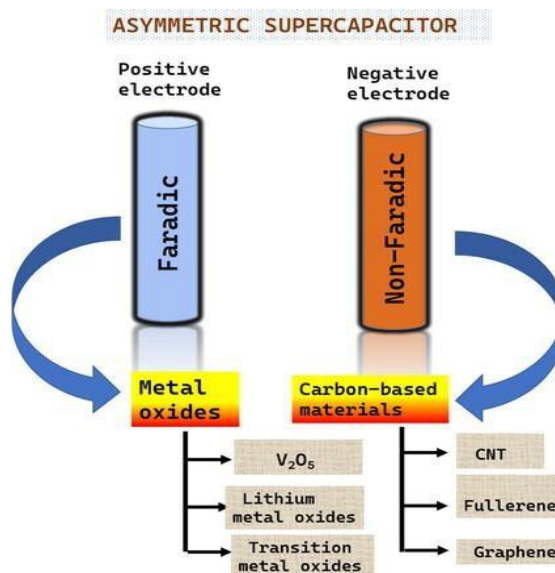 ASYMMETRIC SUPERCAPACITOR
Positive
electrode
Negative
electrode
Faradic
Non-Faradic
Metal
oxides
Carbon-based
materials
V₂O₅
Lithium
metal oxides
Transition
metal oxides
CNT
Fullerene
Graphene